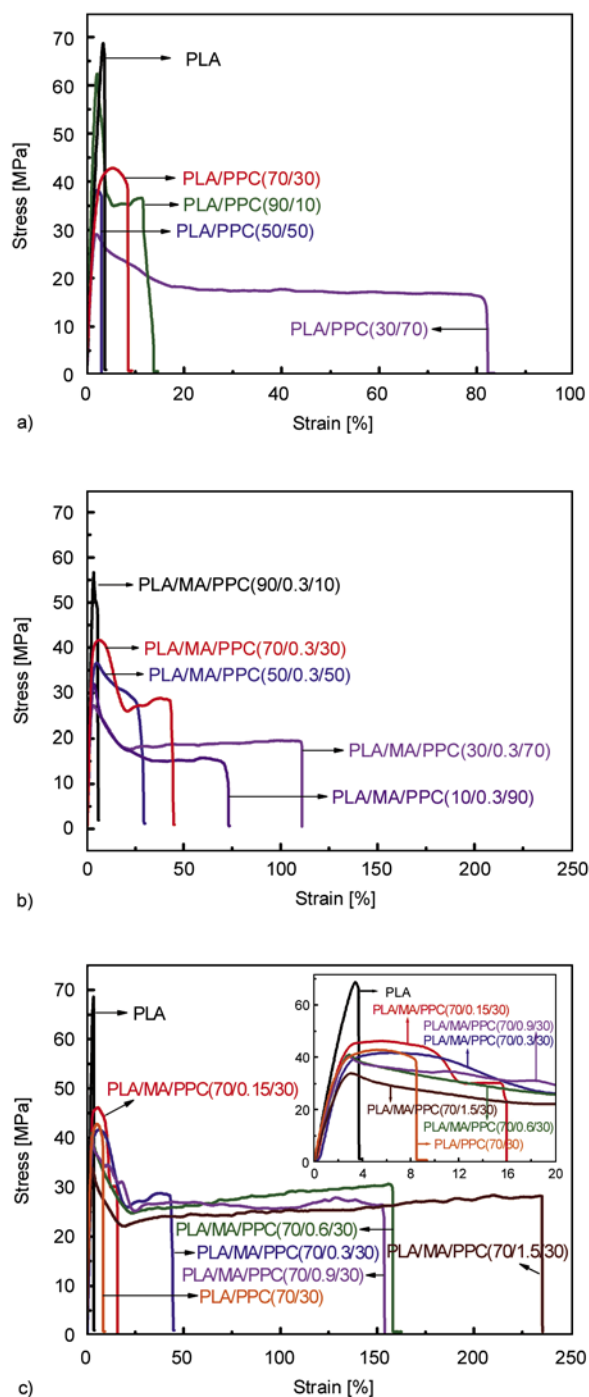 70
60
50
40
30
20
10
0
Stress [MPa]
PLA
PLA/PPC(70/30)
PLA/PPC(90/10)
PLA/PPC(50/50)
PLA/PPC(30/70)
20
40
60
80
100
Strain [%]
a)
70
60
50
40
30
20
10
0
Stress [MPa]
PLA/MA/PPC(90/0.3/10)
PLA/MA/PPC(70/0.3/30)
PLA/MA/PPC(50/0.3/50)
PLA/MA/PPC(30/0.3/70)
PLA/MA/PPC(10/0.3/90)
0
50
100
150
200
250
Strain [%]
b)
70
60
50
40
30
20
10
0
Stress [MPa]
PLA
PLA/MA/PPC(70/0.15/30)
PLA/MA/PPC(70/0.6/30)
PLA/MA/PPC(70/0.3/30)
PLA/MA/PPC(70/1.5/30)
PLA/MA/PPC(70/0.9/30)
PLA/PPC(70/30)
60
40
20
0
PLA
PLA/MA/PPC(70/0.15/30)
PLA/MA/PPC(70/0.9/30)
PLA/MA/PPC(70/0.3/30)
PLA/MA/PPC(70/1.5/30)
PLA/MA/PPC(70/0.6/30)
PLA/PPC(70/30)
0
4
8
12
16
20
0
50
100
150
200
250
Strain [%]
c)